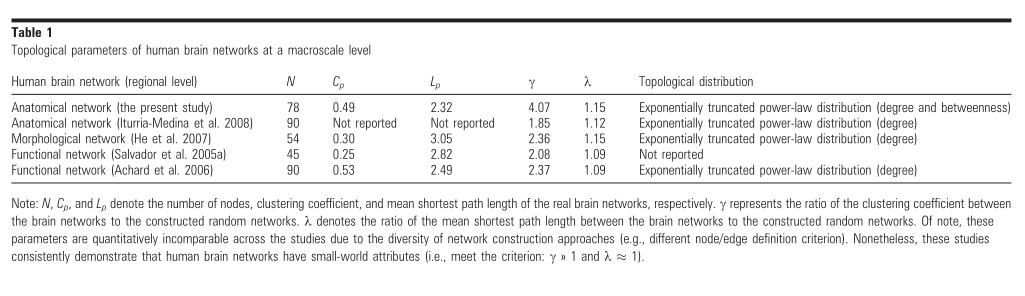 Table 1
Topological parameters of human brain networks at a macroscale level
Human brain network (regional level) N Cp Lp γ λ Topological distribution
Anatomical network (the present study) 78 0.49 2.32 4.07 1.15 Exponentially truncated power-law distribution (degree and betweenness)
Anatomical network (Iturria-Medina et al. 2008) 90 Not reported Not reported 1.85 1.12 Exponentially truncated power-law distribution (degree)
Morphological network (He et al. 2007) 54 0.30 3.05 2.36 1.15 Exponentially truncated power-law distribution (degree)
Functional network (Salvador et al. 2005a) 45 0.25 2.82 2.08 1.09 Not reported
Functional network (Achard et al. 2006) 90 0.53 2.49 2.37 1.09 Exponentially truncated power-law distribution (degree)
Note: N, Cp, and Lp denote the number of nodes, clustering coefficient, and mean shortest path length of the real brain networks, respectively. γ represents the ratio of the clustering coefficient between
the brain networks to the constructed random networks. λ denotes the ratio of the mean shortest path length between the brain networks to the constructed random networks. Of note, these
parameters are quantitatively incomparable across the studies due to the diversity of network construction approaches (e.g., different node/edge definition criterion). Nonetheless, these studies
consistently demonstrate that human brain networks have small-world attributes (i.e., meet the criterion: γ » 1 and λ ≈ 1).